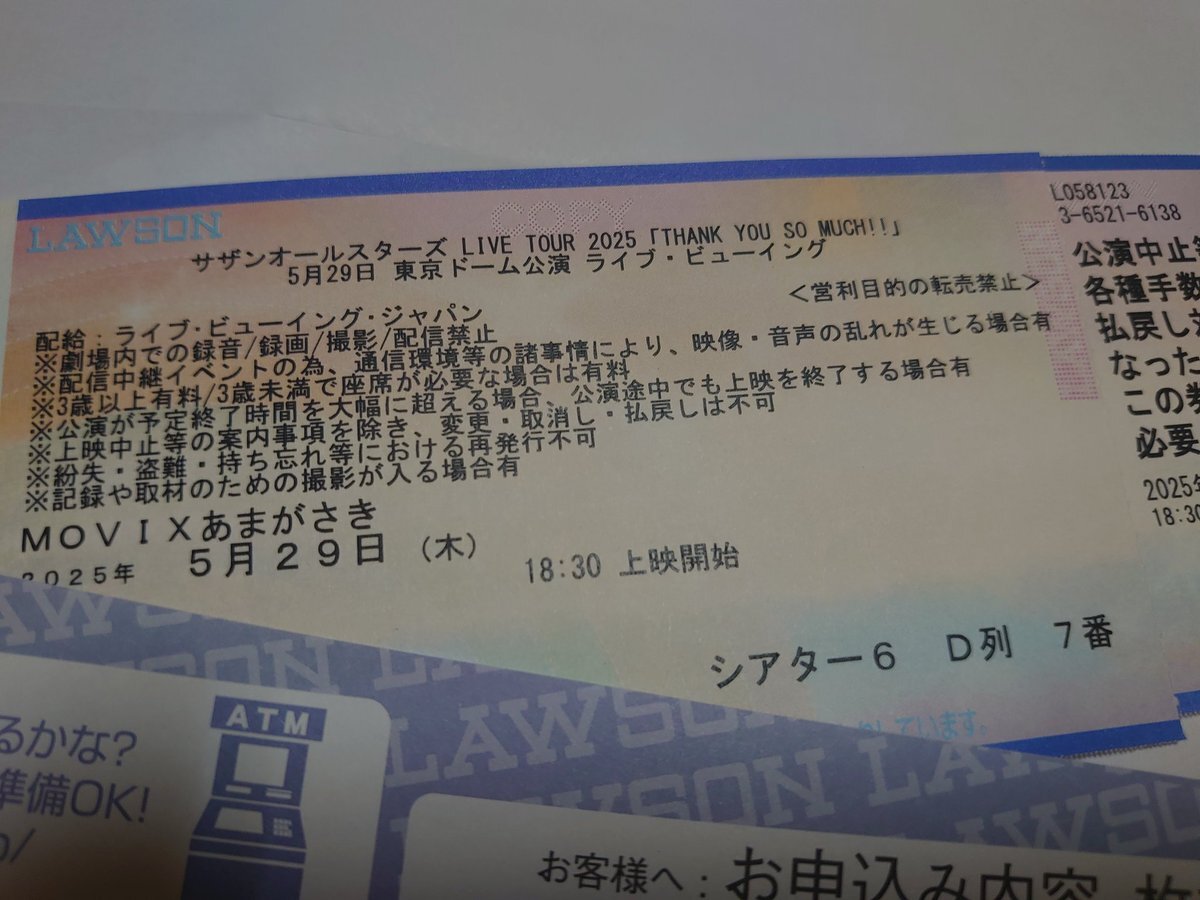 LAWSON
COPY
サザンオールスターズ LIVE TOUR 2025「THANK YOU SO MUCH!!」
5月29日 東京ドーム公演 ライブ・ビューイング
<営利目的の転売禁止>
配給:ライブ・ビューイング・ジャパン
※劇場内での録音/録画/撮影/配信禁止
※配信中継イベントの為、通信環境等の諸事情により、映像・音声の乱れが生じる場合有
※3歳以上有料/3歳未満で座席が必要な場合は有料
※公演が予定終了時間を大幅に超える場合、公演途中でも上映を終了する場合有
※上映中止等の案内事項を除き、変更・取消し・払戻しは不可
※紛失・盗難・持ち忘れ等における再発行不可
※記録や取材のための撮影が入る場合有
MOVIXあまがさき
2025年 5月29日 (木) 18:30 上映開始
シアター6 D列 7番
しています。
L058123
3-6521-6138
公演中止
各種手数
払戻し
なった
この
必要
2025年
18:30
LAWSON LAWSON
ATM
るかな?
準備OK!
お客様へ:お申込み内容